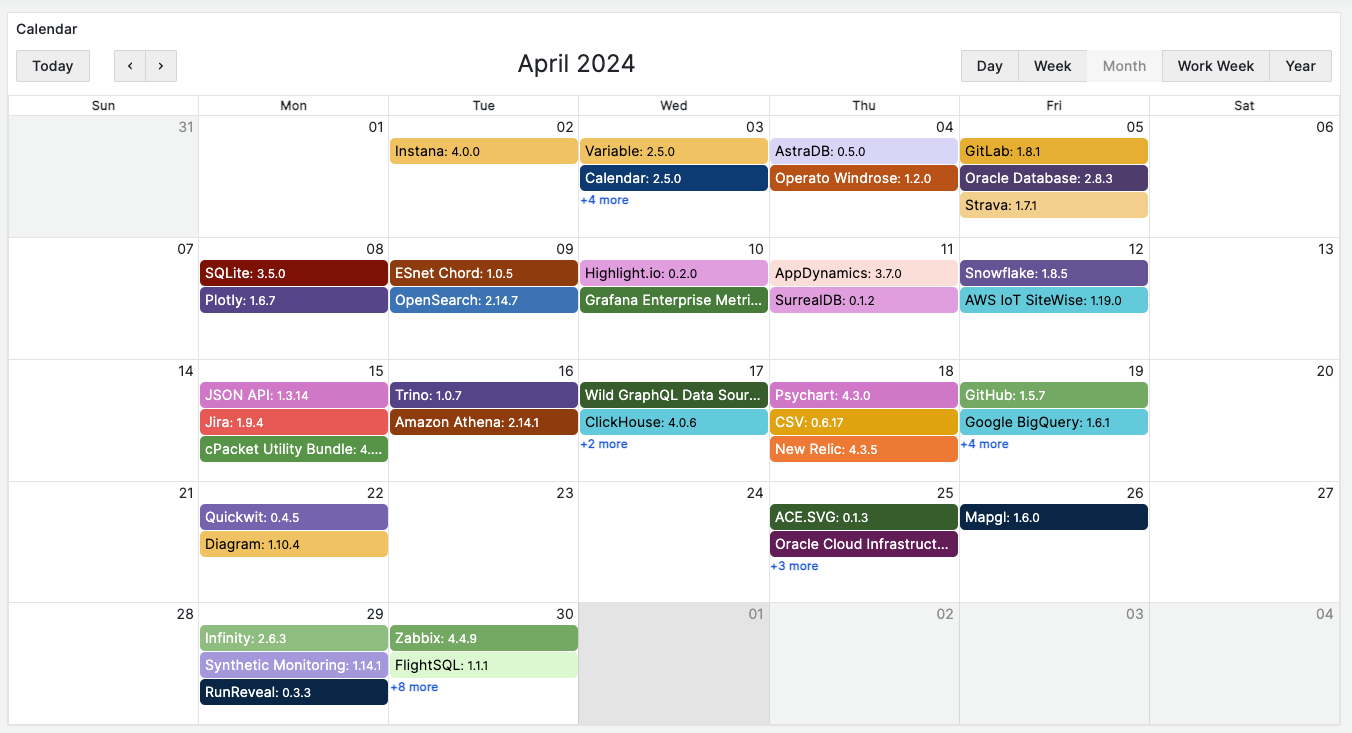 Calendar
Today
<
>
April 2024
Day
Week
Month
Work Week
Year
Sun
Mon
Tue
Wed
Thu
Fri
Sat
31
01
02
03
04
05
06
Instana: 4.0.0
Variable: 2.5.0
AstraDB: 0.5.0
GitLab: 1.8.1
Calendar: 2.5.0
Operato Windrose: 1.2.0
Oracle Database: 2.8.3
+4 more
Strava: 1.7.1
07
08
09
10
11
12
13
SQLite: 3.5.0
ESnet Chord: 1.0.5
Highlight.io: 0.2.0
AppDynamics: 3.7.0
Snowflake: 1.8.5
Plotly: 1.6.7
OpenSearch: 2.14.7
Grafana Enterprise Metri...
SurrealDB: 0.1.2
AWS IoT SiteWise: 1.19.0
14
15
16
17
18
19
20
JSON API: 1.3.14
Trino: 1.0.7
Wild GraphQL Data Sour...
Psychart: 4.3.0
GitHub: 1.5.7
Jira: 1.9.4
Amazon Athena: 2.14.1
ClickHouse: 4.0.6
CSV: 0.6.17
Google BigQuery: 1.6.1
cPacket Utility Bundle: 4....
+2 more
New Relic: 4.3.5
+4 more
21
22
23
24
25
26
27
Quickwit: 0.4.5
ACE.SVG: 0.1.3
Mapgl: 1.6.0
Diagram: 1.10.4
Oracle Cloud Infrastruct...
+3 more
28
29
30
01
02
03
04
Infinity: 2.6.3
Zabbix: 4.4.9
Synthetic Monitoring: 1.14.1
FlightSQL: 1.1.1
RunReveal: 0.3.3
+8 more